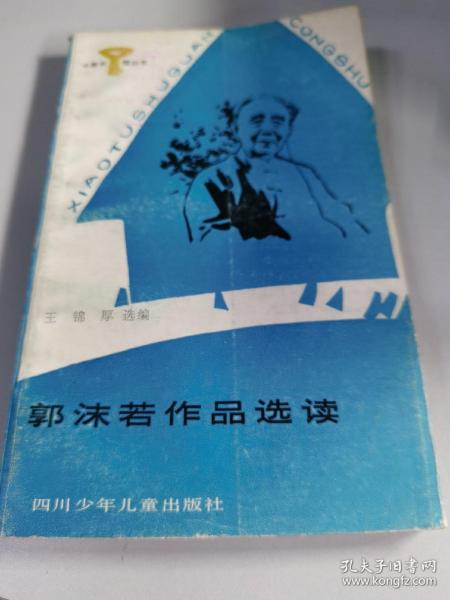 XIAOTUSHUGUAN CONGSHU
王锦厚 选编
郭沫若作品选读
四川少年儿童出版社
孔夫子旧书网
www.kongfz.com